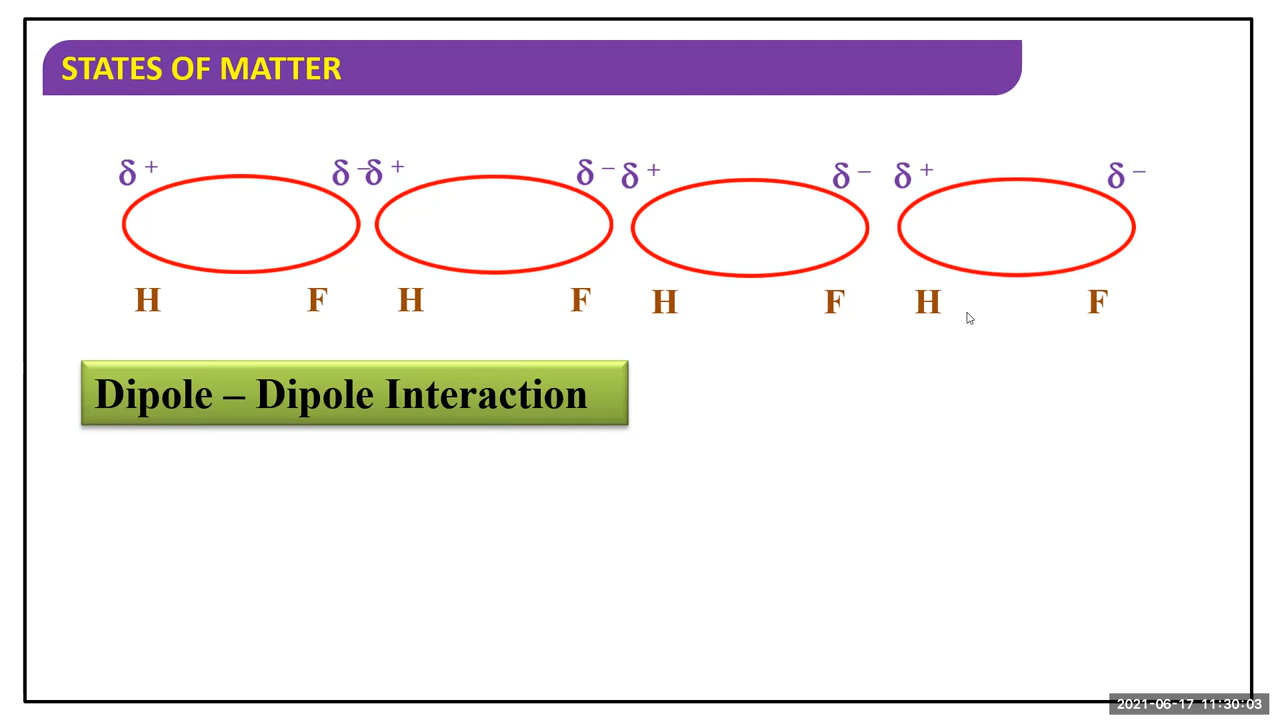 STATES OF MATTER
δ + δ – δ + δ – δ + δ – δ + δ –
H F H F H F H F
Dipole – Dipole Interaction
2021-06-17 11:30:03